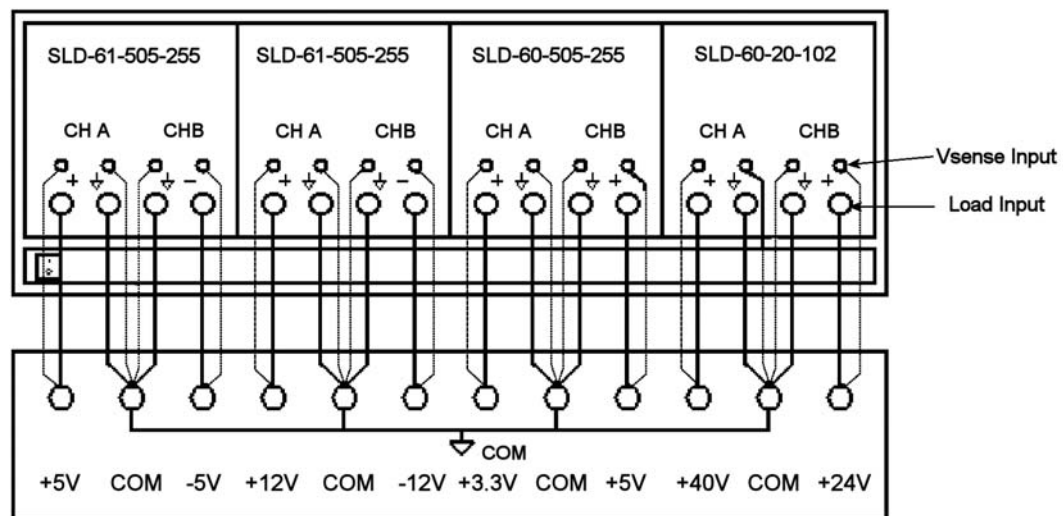 SLD-61-505-255 SLD-61-505-255 SLD-60-505-255 SLD-60-20-102
CH A CHB CH A CHB CH A CHB CH A CHB
Vsense Input
+ - + - + + + +
Load Input
COM
+5V COM -5V +12V COM -12V +3.3V COM +5V +40V COM +24V